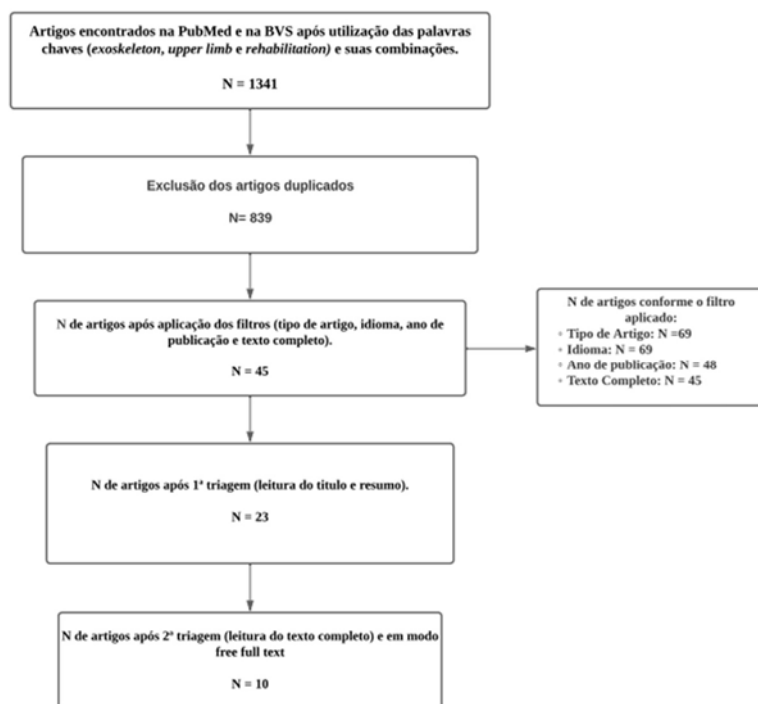 Artigos encontrados na PubMed e na BVS após utilização das palavras
chaves (exoskeleton, upper limb e rehabilitation) e suas combinações.
N = 1341
Exclusão dos artigos duplicados
N= 839
N de artigos após aplicação dos filtros (tipo de artigo, idioma, ano de
publicação e texto completo).
N = 45
N de artigos conforme o filtro
aplicado:
◦ Tipo de Artigo: N =69
◦ Idioma: N = 69
◦ Ano de publicação: N = 48
◦ Texto Completo: N = 45
N de artigos após 1ª triagem (leitura do titulo e resumo).
N = 23
N de artigos após 2ª triagem (leitura do texto completo) e em modo
free full text
N = 10